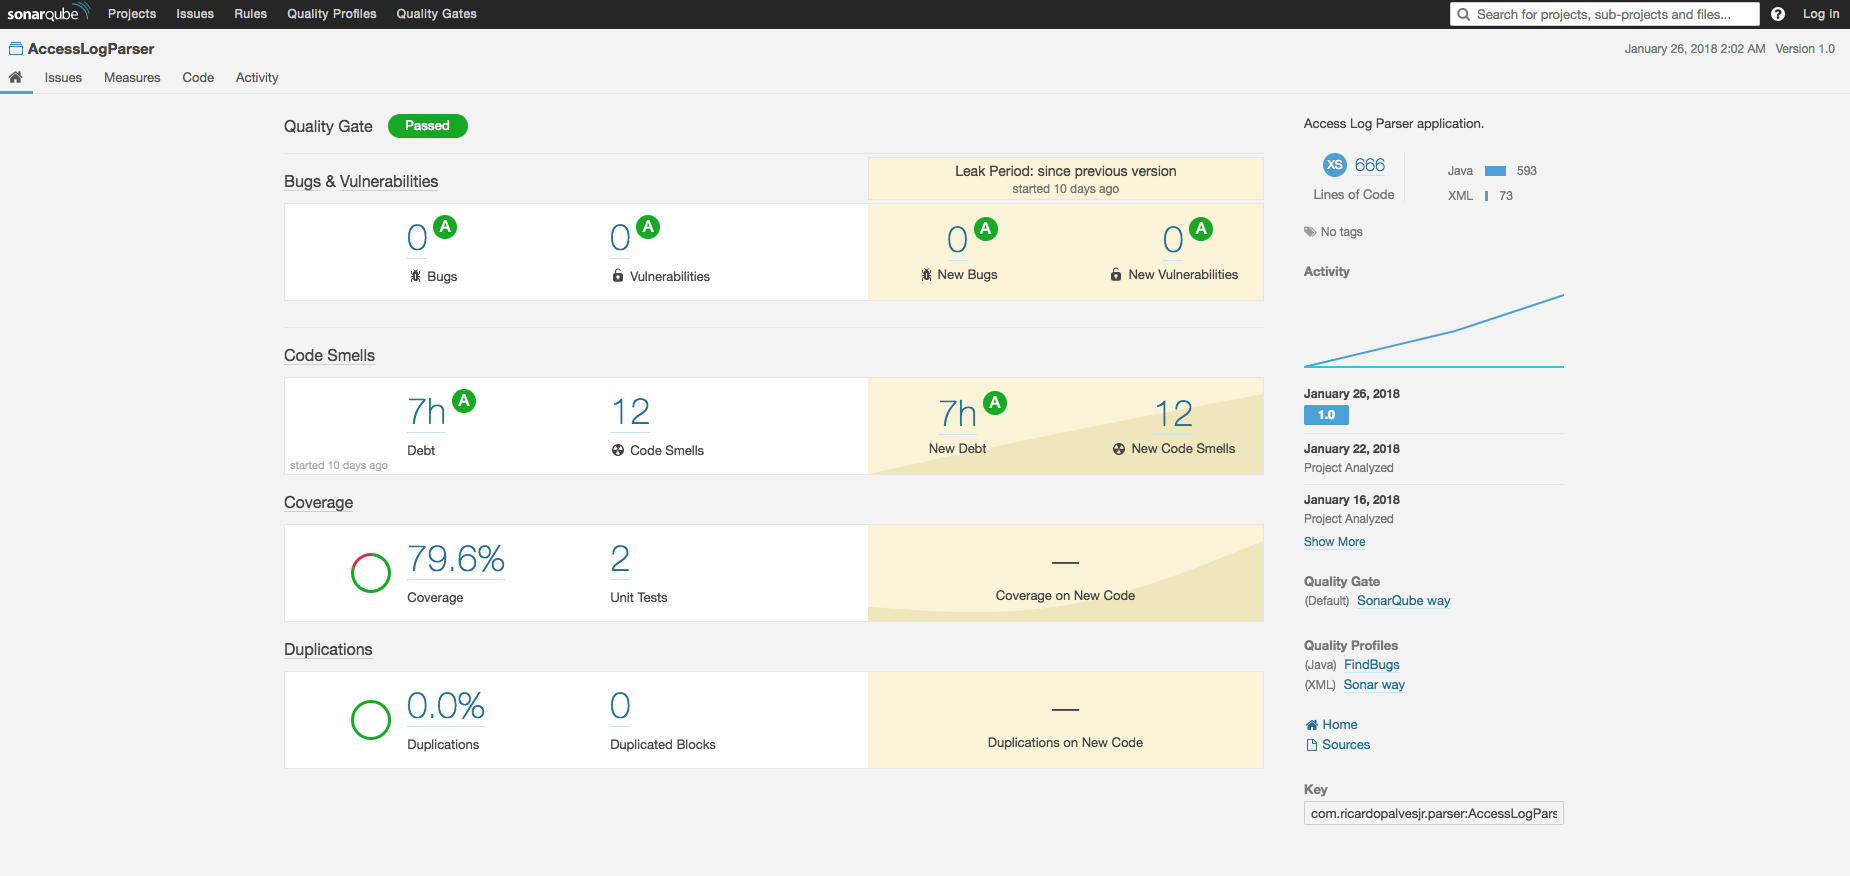 sonarqube Projects Issues Rules Quality Profiles Quality Gates Search for projects, sub-projects and files... ? Log in
AccessLogParser January 26, 2018 2:02 AM Version 1.0
Issues Measures Code Activity
Quality Gate Passed
Leak Period: since previous version
started 10 days ago
Bugs & Vulnerabilities
0 A
Bugs
0 A
Vulnerabilities
0 A
New Bugs
0 A
New Vulnerabilities
Code Smells
7h A
Debt
12
Code Smells
started 10 days ago
7h A
New Debt
12
New Code Smells
Coverage
79.6%
Coverage
2
Unit Tests
—
Coverage on New Code
Duplications
0.0%
Duplications
0
Duplicated Blocks
—
Duplications on New Code
Access Log Parser application.
XS 666
Lines of Code
Java 593
XML 73
No tags
Activity
January 26, 2018
1.0
January 22, 2018
Project Analyzed
January 16, 2018
Project Analyzed
Show More
Quality Gate
(Default) SonarQube way
Quality Profiles
(Java) FindBugs
(XML) Sonar way
Home
Sources
Key
com.ricardopalvesjr.parser:AccessLogPars